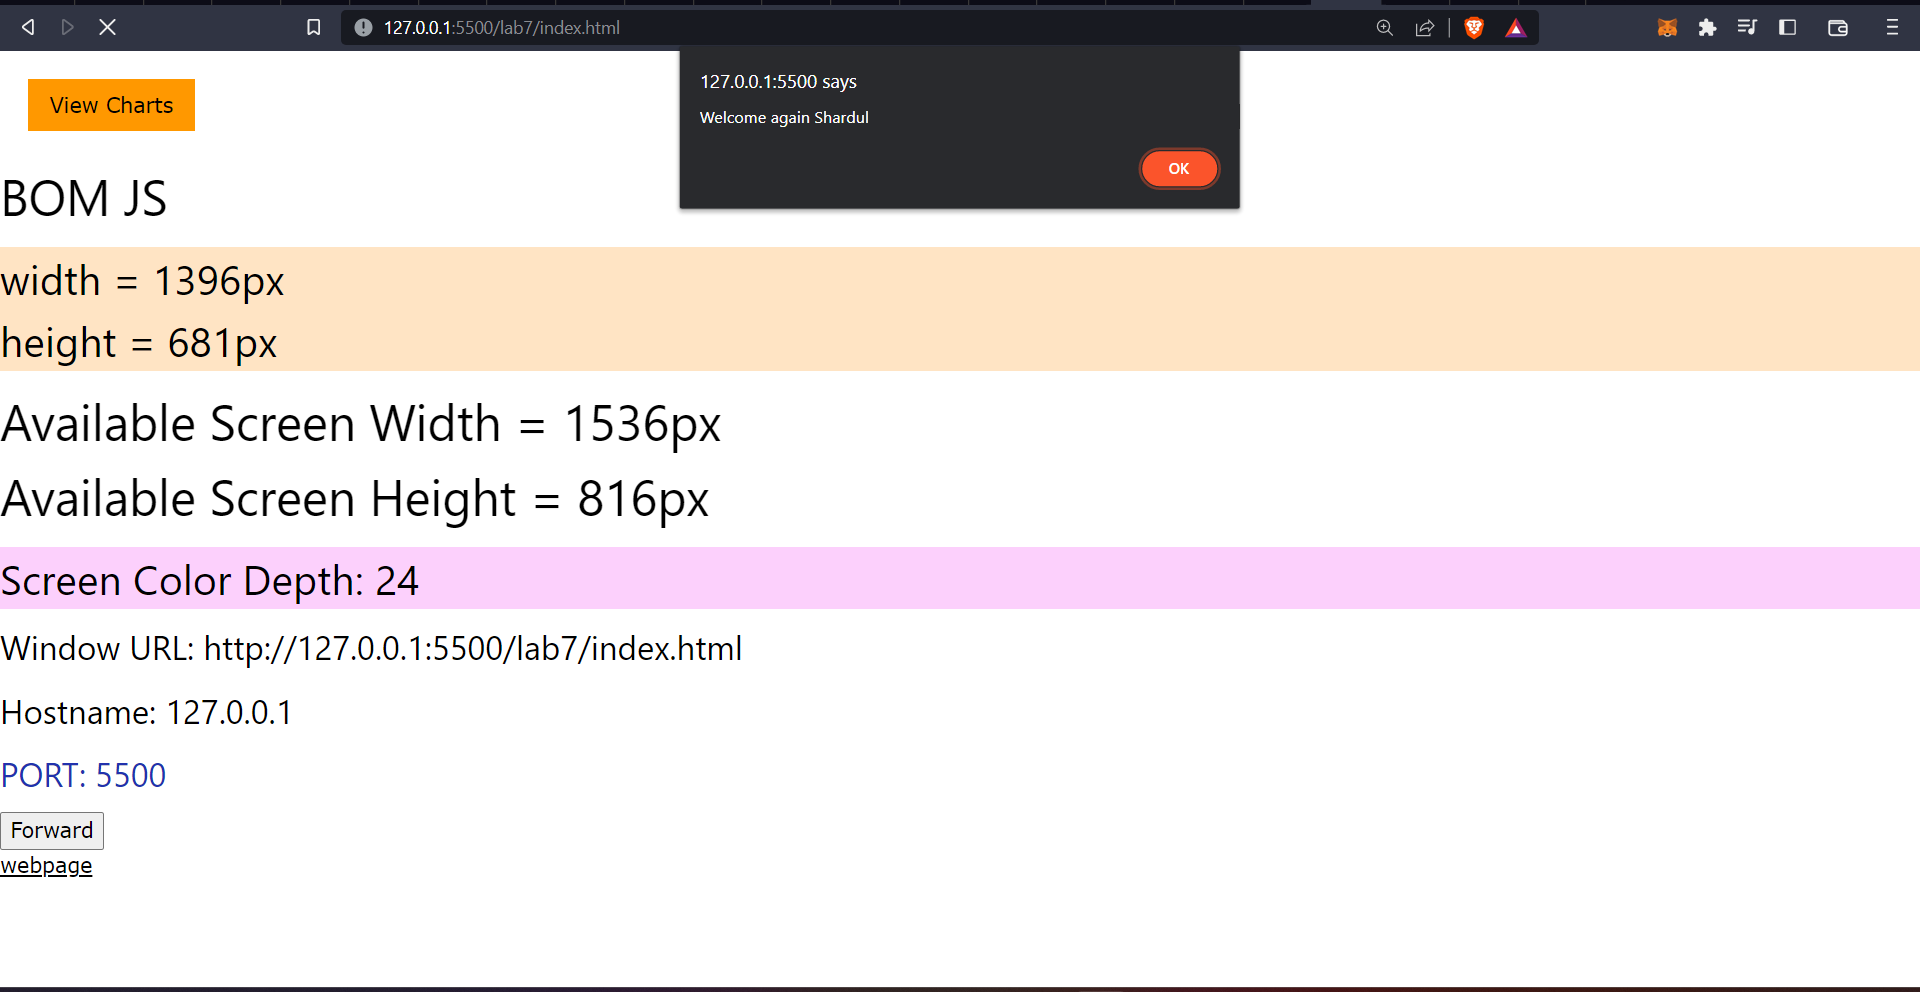 127.0.0.1:5500/lab7/index.html
127.0.0.1:5500 says
Welcome again Shardul
OK
View Charts
BOM JS
width = 1396px
height = 681px
Available Screen Width = 1536px
Available Screen Height = 816px
Screen Color Depth: 24
Window URL: http://127.0.0.1:5500/lab7/index.html
Hostname: 127.0.0.1
PORT: 5500
Forward
webpage